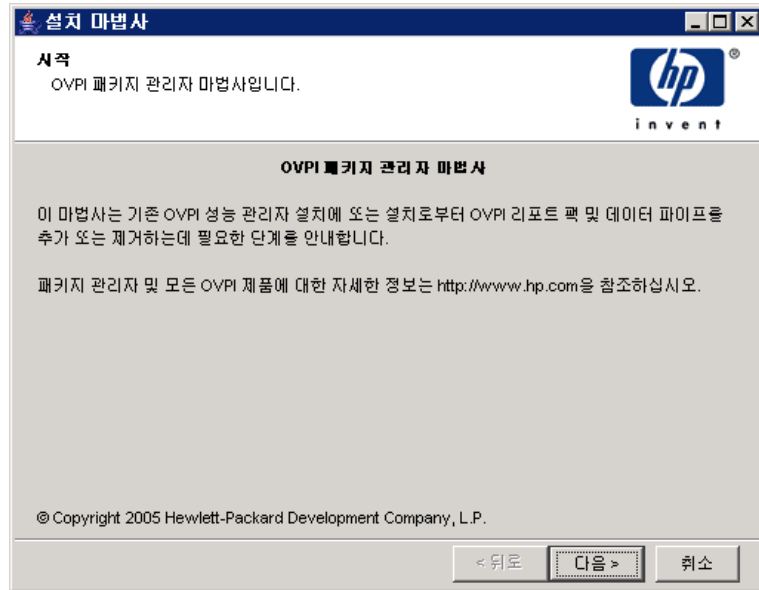 설치 마법사
시작
OVPI 패키지 관리자 마법사입니다.
hp
®
invent
OVPI 패키지 관리자 마법사
이 마법사는 기존 OVPI 성능 관리자 설치에 또는 설치로부터 OVPI 리포트 팩 및 데이터 파이프를
추가 또는 제거하는데 필요한 단계를 안내합니다.
패키지 관리자 및 모든 OVPI 제품에 대한 자세한 정보는 http://www.hp.com을 참조하십시오.
© Copyright 2005 Hewlett-Packard Development Company, L.P.
< 뒤로
다음 >
취소